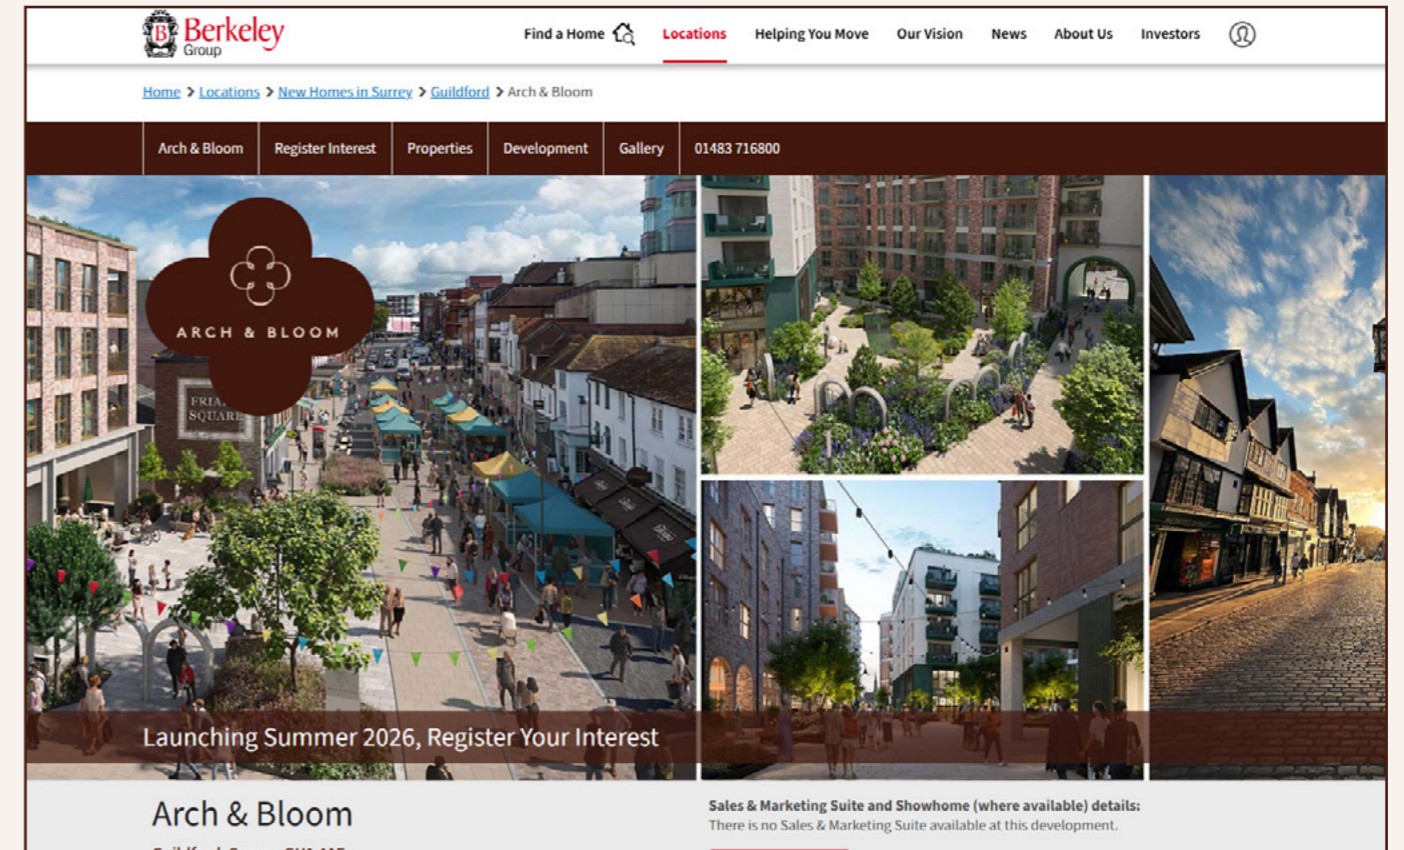 Berkeley
Group
Find a Home
Locations
Helping You Move
Our Vision
News
About Us
Investors
Home > Locations > New Homes in Surrey > Guildford > Arch & Bloom
Arch & Bloom
Register Interest
Properties
Development
Gallery
01483 716800
ARCH & BLOOM
SQUARE
Launching Summer 2026, Register Your Interest
Arch & Bloom
Sales & Marketing Suite and Showhome (where available) details:
There is no Sales & Marketing Suite available at this development.